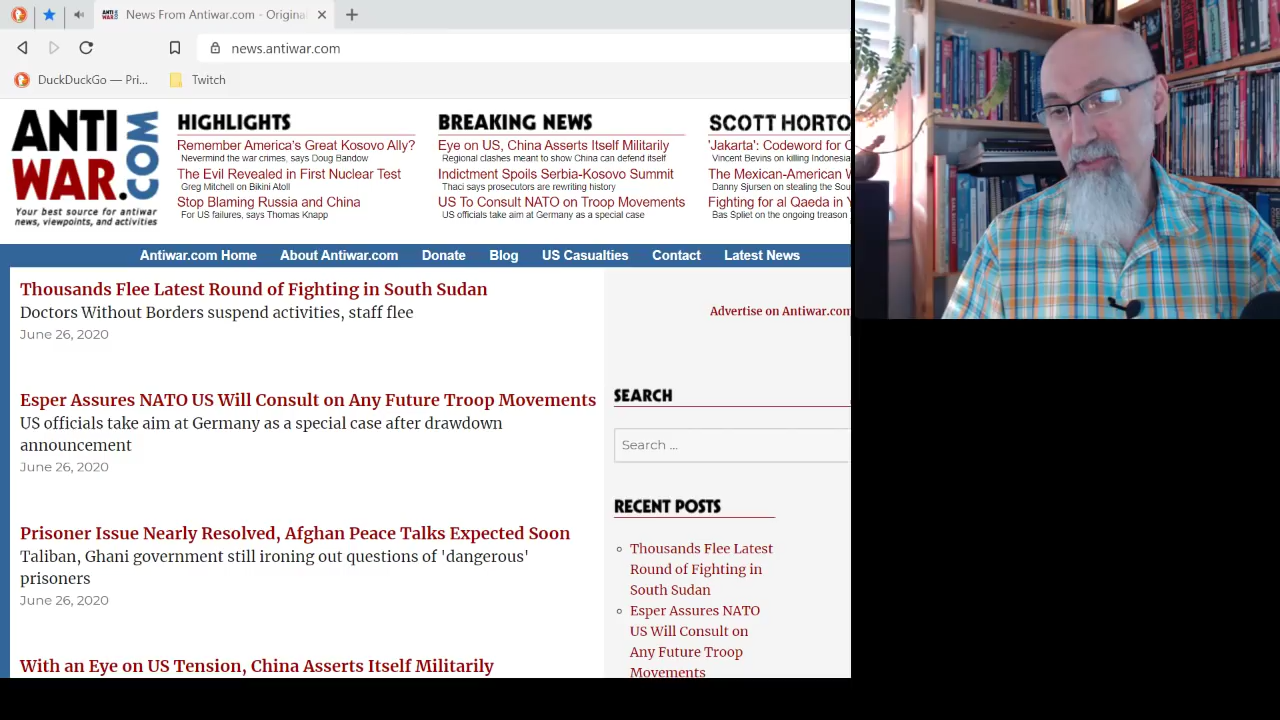 News From Antiwar.com - Origina
news.antiwar.com
DuckDuckGo — Pri...
Twitch
ANTI
WAR.COM
Your best source for antiwar
news, viewpoints, and activities
HIGHLIGHTS
Remember America's Great Kosovo Ally?
Nevermind the war crimes, says Doug Bandow
The Evil Revealed in First Nuclear Test
Greg Mitchell on Bikini Atoll
Stop Blaming Russia and China
For US failures, says Thomas Knapp
BREAKING NEWS
Eye on US, China Asserts Itself Militarily
Regional clashes meant to show China can defend itself
Indictment Spoils Serbia-Kosovo Summit
Thaci says prosecutors are rewriting history
US To Consult NATO on Troop Movements
US officials take aim at Germany as a special case
SCOTT HORTO
'Jakarta': Codeword for
Vincent Bevins on killing Indonesia
The Mexican-American W
Danny Sjursen on stealing the Sou
Fighting for al Qaeda in Y
Bas Spliet on the ongoing treason
Antiwar.com Home
About Antiwar.com
Donate
Blog
US Casualties
Contact
Latest News
Thousands Flee Latest Round of Fighting in South Sudan
Doctors Without Borders suspend activities, staff flee
June 26, 2020
Esper Assures NATO US Will Consult on Any Future Troop Movements
US officials take aim at Germany as a special case after drawdown
announcement
June 26, 2020
Prisoner Issue Nearly Resolved, Afghan Peace Talks Expected Soon
Taliban, Ghani government still ironing out questions of 'dangerous'
prisoners
June 26, 2020
With an Eye on US Tension, China Asserts Itself Militarily
Advertise on Antiwar.com
SEARCH
Search ...
RECENT POSTS
Thousands Flee Latest
Round of Fighting in
South Sudan
Esper Assures NATO
US Will Consult on
Any Future Troop
Movements